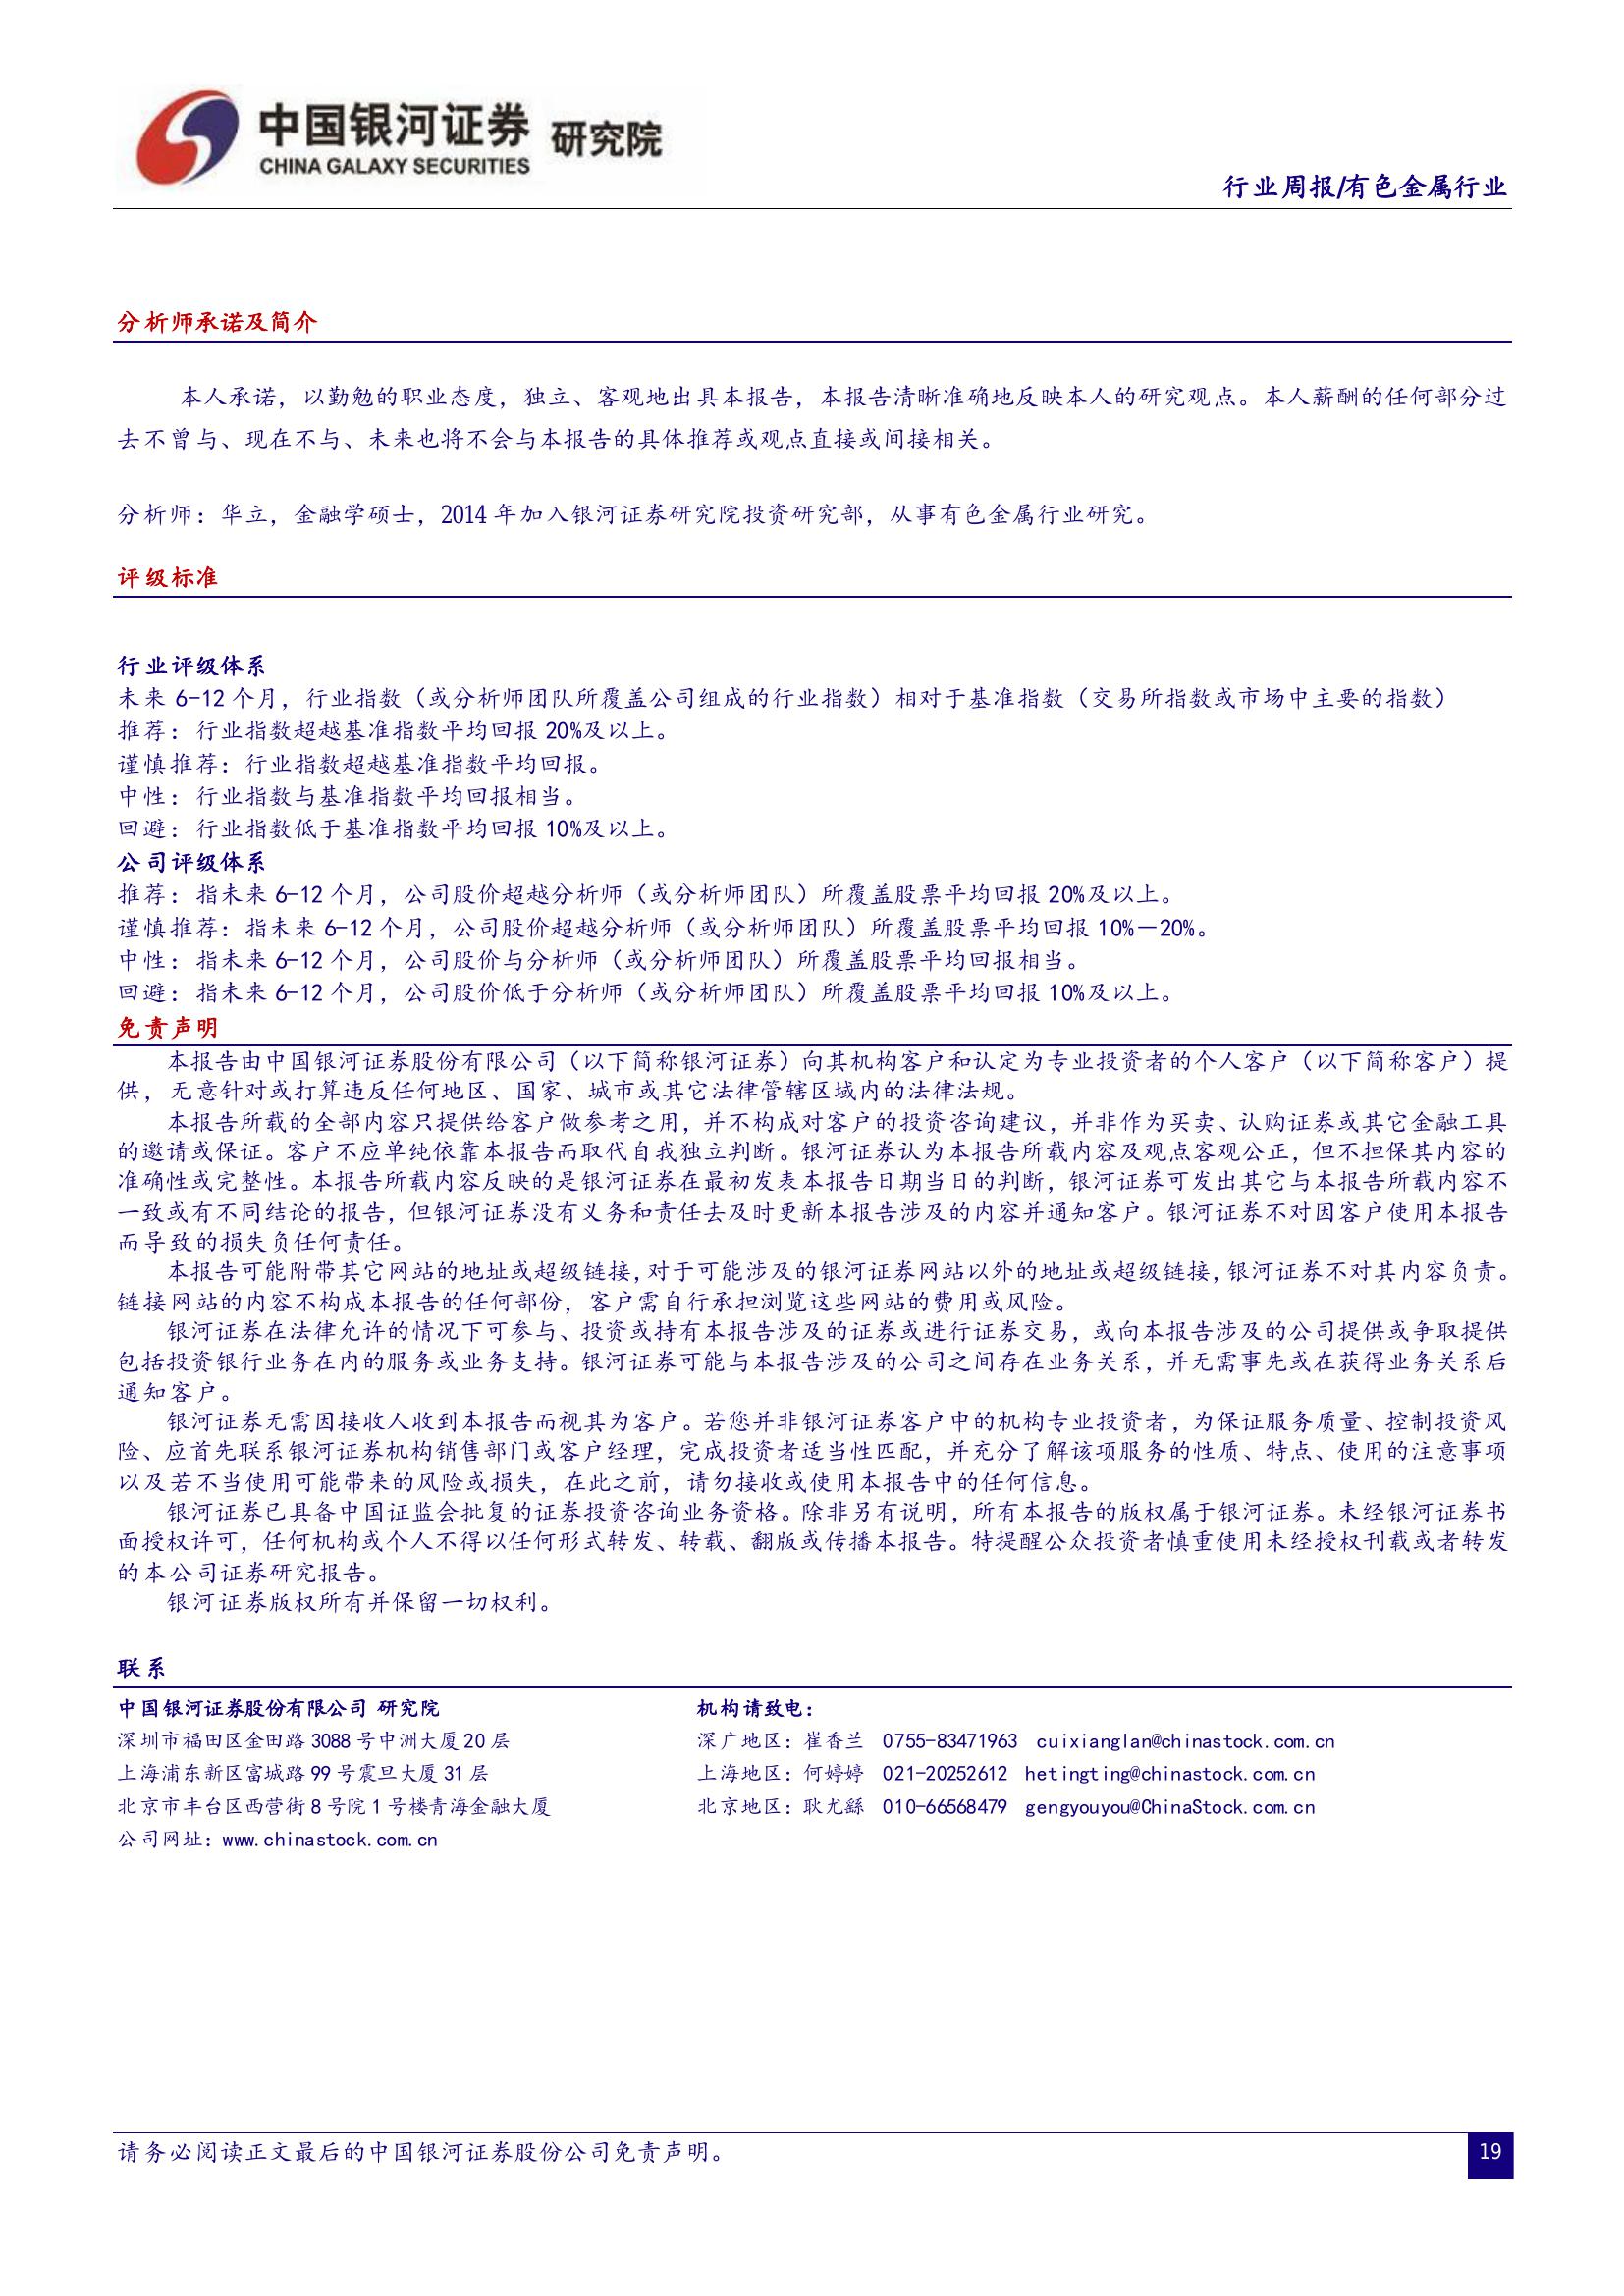 中国银河证券 研究院
CHINA GALAXY SECURITIES
行业周报/有色金属行业
分析师承诺及简介
本人承诺，以勤勉的职业态度，独立、客观地出具本报告，本报告清晰准确地反映本人的研究观点。本人薪酬的任何部分过
去不曾与、现在不与、未来也将不会与本报告的具体推荐或观点直接或间接相关。
分析师：华立，金融学硕士，2014 年加入银河证券研究院投资研究部，从事有色金属行业研究。
评级标准
行业评级体系
未来 6-12 个月，行业指数（或分析师团队所覆盖公司组成的行业指数）相对于基准指数（交易所指数或市场中主要的指数）
推荐：行业指数超越基准指数平均回报 20%及以上。
谨慎推荐：行业指数超越基准指数平均回报。
中性：行业指数与基准指数平均回报相当。
回避：行业指数低于基准指数平均回报 10%及以上。
公司评级体系
推荐：指未来 6-12 个月，公司股价超越分析师（或分析师团队）所覆盖股票平均回报 20%及以上。
谨慎推荐：指未来 6-12 个月，公司股价超越分析师（或分析师团队）所覆盖股票平均回报 10%－20%。
中性：指未来 6-12 个月，公司股价与分析师（或分析师团队）所覆盖股票平均回报相当。
回避：指未来 6-12 个月，公司股价低于分析师（或分析师团队）所覆盖股票平均回报 10%及以上。
免责声明
本报告由中国银河证券股份有限公司（以下简称银河证券）向其机构客户和认定为专业投资者的个人客户（以下简称客户）提
供，无意针对或打算违反任何地区、国家、城市或其它法律管辖区域内的法律法规。
本报告所载的全部内容只提供给客户做参考之用，并不构成对客户的投资咨询建议，并非作为买卖、认购证券或其它金融工具
的邀请或保证。客户不应单纯依靠本报告而取代自我独立判断。银河证券认为本报告所载内容及观点客观公正，但不担保其内容的
准确性或完整性。本报告所载内容反映的是银河证券在最初发表本报告日期当日的判断，银河证券可发出其它与本报告所载内容不
一致或有不同结论的报告，但银河证券没有义务和责任去及时更新本报告涉及的内容并通知客户。银河证券不对因客户使用本报告
而导致的损失负任何责任。
本报告可能附带其它网站的地址或超级链接，对于可能涉及的银河证券网站以外的地址或超级链接，银河证券不对其内容负责。
链接网站的内容不构成本报告的任何部份，客户需自行承担浏览这些网站的费用或风险。
银河证券在法律允许的情况下可参与、投资或持有本报告涉及的证券或进行证券交易，或向本报告涉及的公司提供或争取提供
包括投资银行业务在内的服务或业务支持。银河证券可能与本报告涉及的公司之间存在业务关系，并无需事先或在获得业务关系后
通知客户。
银河证券无需因接收人收到本报告而视其为客户。若您并非银河证券客户中的机构专业投资者，为保证服务质量、控制投资风
险、应首先联系银河证券机构销售部门或客户经理，完成投资者适当性匹配，并充分了解该项服务的性质、特点、使用的注意事项
以及若不当使用可能带来的风险或损失，在此之前，请勿接收或使用本报告中的任何信息。
银河证券已具备中国证监会批复的证券投资咨询业务资格。除非另有说明，所有本报告的版权属于银河证券。未经银河证券书
面授权许可，任何机构或个人不得以任何形式转发、转载、翻版或传播本报告。特提醒公众投资者慎重使用未经授权刊载或者转发
的本公司证券研究报告。
银河证券版权所有并保留一切权利。
联系
中国银河证券股份有限公司 研究院 机构请致电：
深圳市福田区金田路 3088 号中洲大厦 20 层 深广地区：崔香兰 0755-83471963 cuixianglan@chinastock.com.cn
上海浦东新区富城路 99 号震旦大厦 31 层 上海地区：何婷婷 021-20252612 hetingting@chinastock.com.cn
北京市丰台区西营街 8 号院 1 号楼青海金融大厦 北京地区：耿尤繇 010-66568479 gengyouyou@ChinaStock.com.cn
公司网址：www.chinastock.com.cn
请务必阅读正文最后的中国银河证券股份公司免责声明。
19